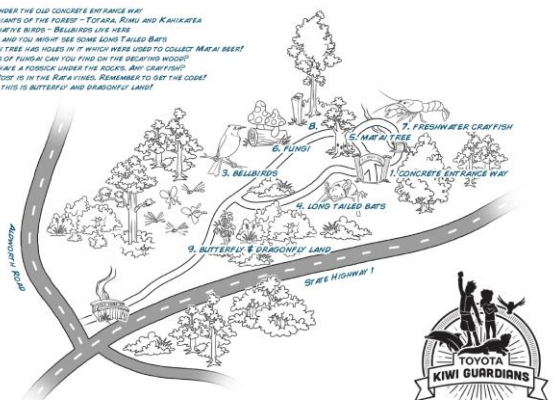 NDER THE OLD CONCRETE ENTRANCE WAY
IANTS OF THE FOREST – TOTARA, RIMU AND KAHIKATEA
NATIVE BIRDS – BELLBIRDS LIVE HERE
AND YOU MIGHT SEE SOME LONG TAILED BATS
I TREE HAS HOLES IN IT WHICH WERE USED TO COLLECT MATAI BEER!
S OF FUNGAI CAN YOU FIND ON THE DECAYING WOOD?
HAVE A FOSSICK UNDER THE ROCKS. ANY CRAYFISH?
POST IS IN THE RATA VINES. REMEMBER TO GET THE CODE!
THIS IS BUTTERFLY AND DRAGONFLY LAND!
8.
7. FRESHWATER CRAYFISH
5. MATAI TREE
6. FUNGI
3. BELLBIRDS
1. CONCRETE ENTRANCE WAY
4. LONG TAILED BATS
9. BUTTERFLY & DRAGONFLY LAND
ALDWORTH ROAD
STATE HIGHWAY 1
TOYOTA
KIWI GUARDIANS